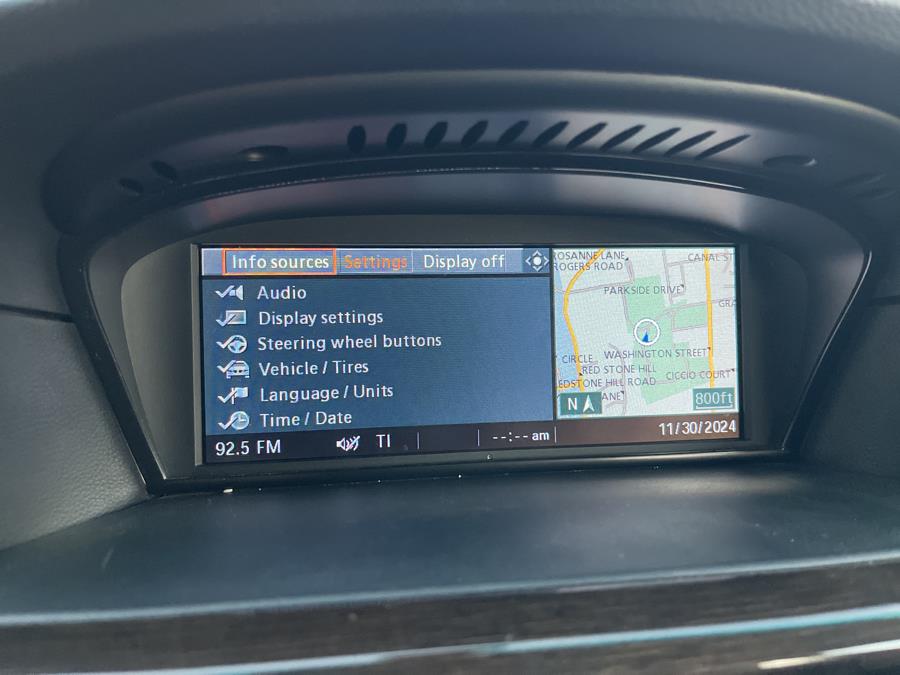 Info sources Settings Display off
Audio
Display settings
Steering wheel buttons
Vehicle / Tires
Language / Units
Time / Date
92.5 FM TI --:-- am 11/30/2024
ROSANNE LANE
ROGERS ROAD
CANAL ST
PARKSIDE DRIVE
GRA
WASHINGTON STREET
CIRCLE
RED STONE HILL
EDSTONE HILL ROAD
CICCIO COURT
ANE
N
800ft